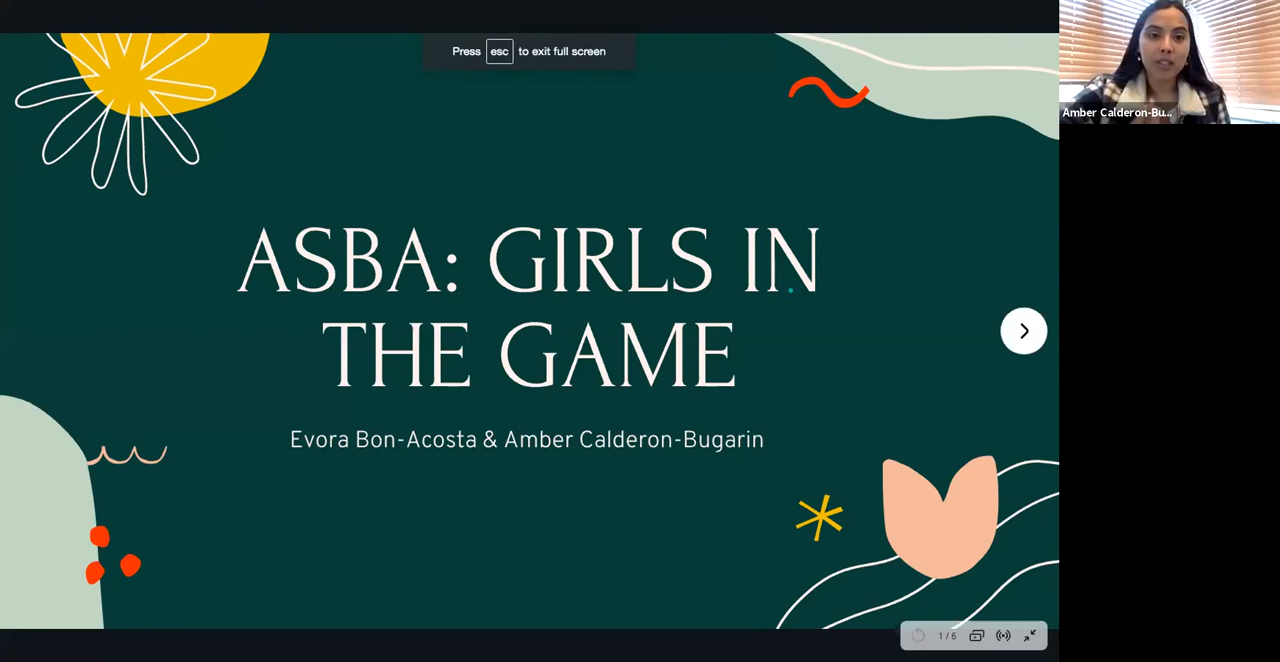 Press esc to exit full screen
Amber Calderon-Bu...
ASBA: GIRLS IN
THE GAME
Evora Bon-Acosta & Amber Calderon-Bugarin
1/6